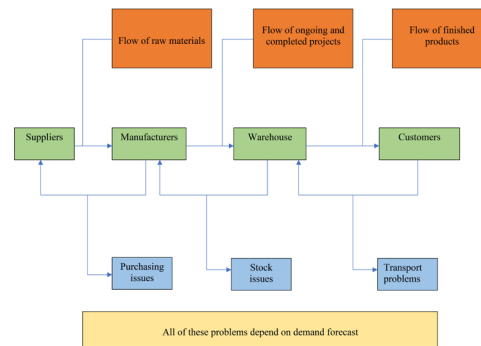 Flow of raw materials
Flow of ongoing and
completed projects
Flow of finished
products
Suppliers
Manufacturers
Warehouse
Customers
Purchasing
issues
Stock
issues
Transport
problems
All of these problems depend on demand forecast